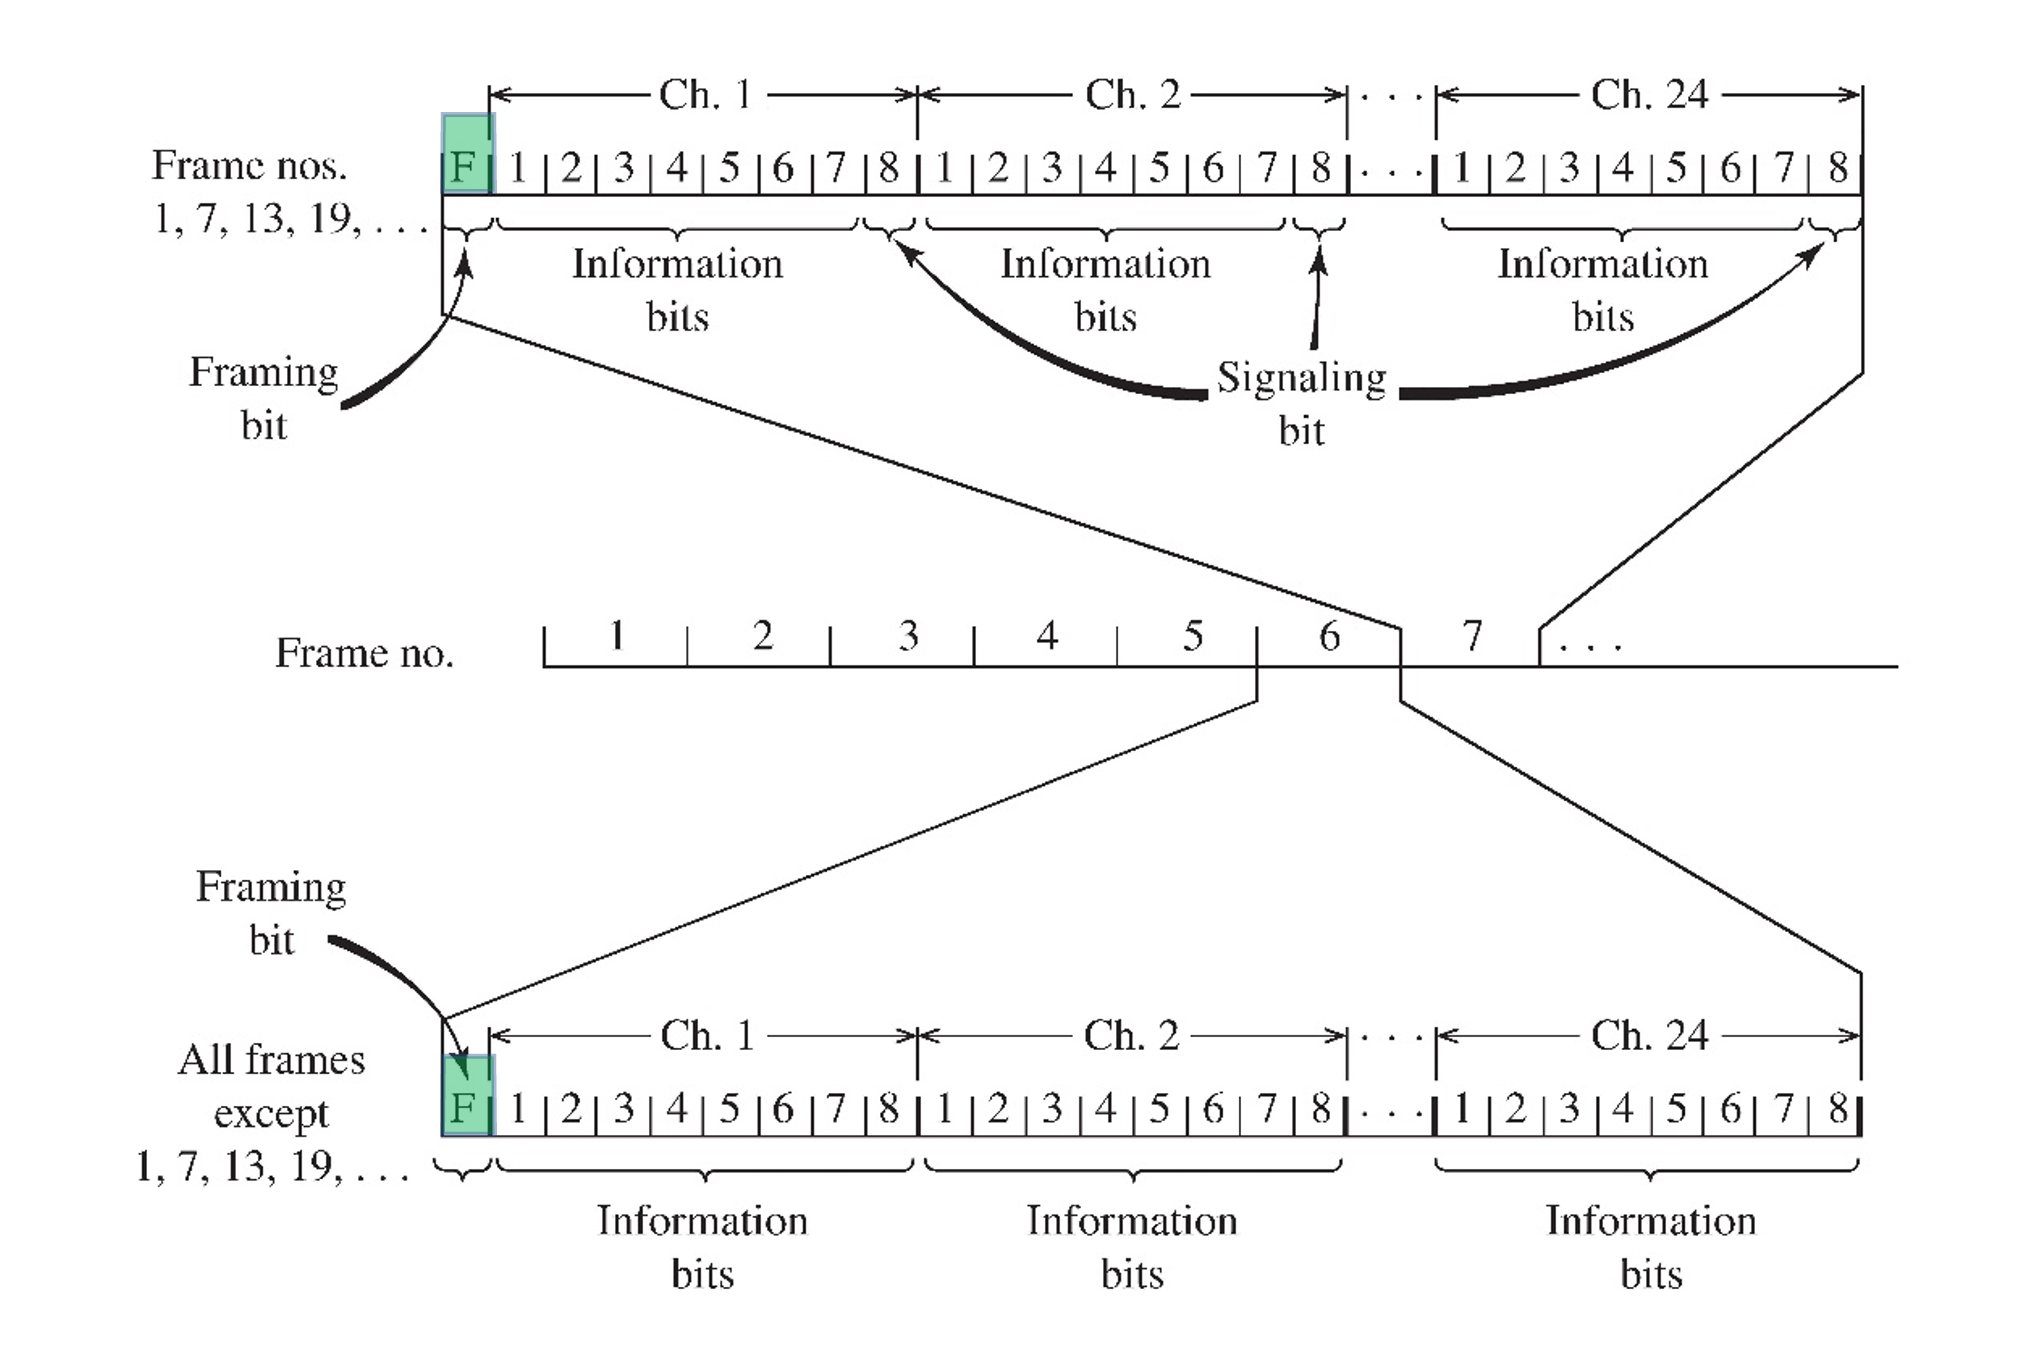 Ch. 1 Ch. 2 . . . Ch. 24
Frame nos. F 1 2 3 4 5 6 7 8 1 2 3 4 5 6 7 8 . . . 1 2 3 4 5 6 7 8
1, 7, 13, 19, . . .
Information Information Information
bits bits bits
Framing Signaling
bit bit
Frame no. 1 2 3 4 5 6 7 . . .
Framing
bit
Ch. 1 Ch. 2 . . . Ch. 24
All frames
except F 1 2 3 4 5 6 7 8 1 2 3 4 5 6 7 8 . . . 1 2 3 4 5 6 7 8
1, 7, 13, 19, . . .
Information Information Information
bits bits bits